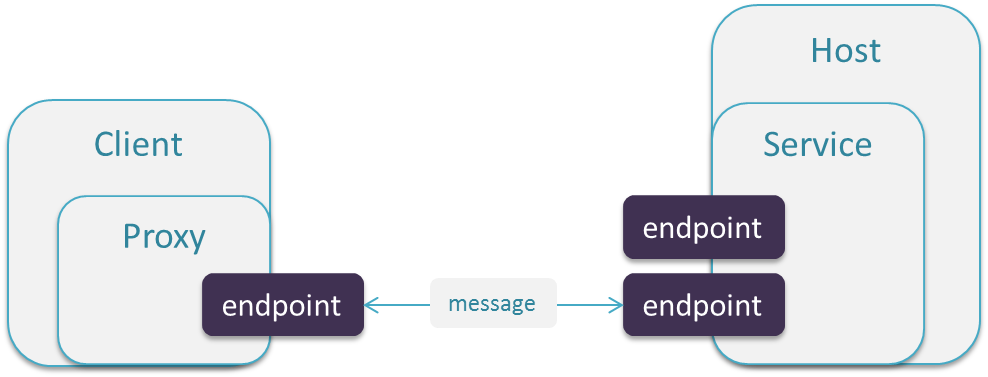 Host
Client
Service
Proxy
endpoint
endpoint
message
endpoint